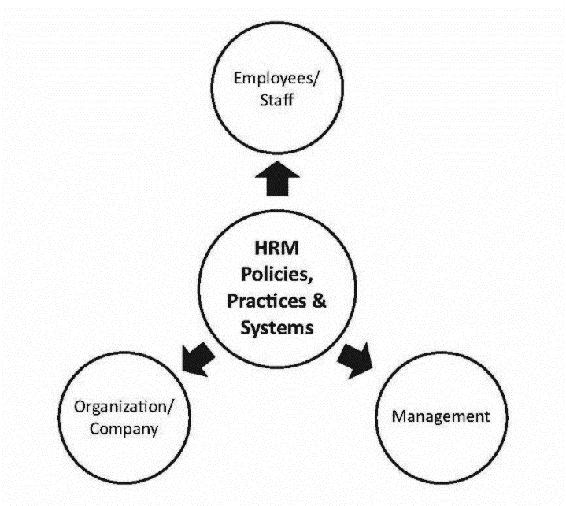 Employees/
Staff
HRM
Policies,
Practices &
Systems
Organization/
Company
Management